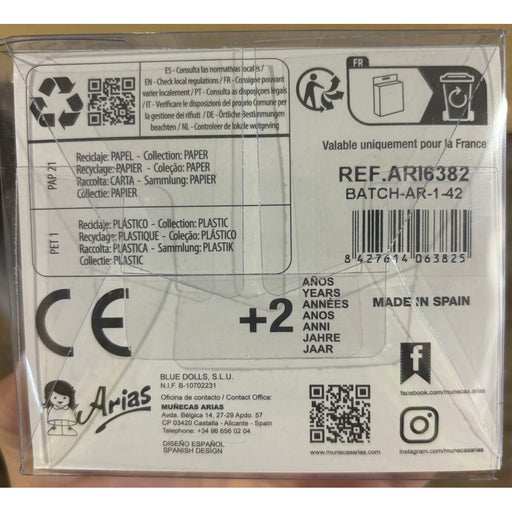 ES - Consulta las normativas locales /
EN - Check local regulations / FR - Consigne pouvant
varier localement / PT - Consulta as disposiçoes locales
/ IT - Verificare le disposizioni del proprio Comune per
la gestione dei rifiuti / DE - Örtliche Bestimmungen
beachten / NL - Controleer de lokale wetgeving
PAP 21
Reciclaje: PAPEL - Collection: PAPER
Recyclage: PAPIER - Coleção: PAPER
Raccolta: CARTA - Sammlung: PAPIER
Collectie: PAPIER
PET 1
Reciclaje: PLÁSTICO - Collection: PLASTIC
Recyclage: PLASTIQUE - Coleção: PLÁSTICO
Raccolta: PLASTICA - Sammlung: PLASTIK
Collectie: PLASTIC
FR
Valable uniquement pour la France
REF.ARI6382
BATCH-AR-1-42
8 427614 063825
CE
+2
AÑOS
YEARS
ANNÉES
ANOS
ANNI
JAHRE
JAAR
MADE IN SPAIN
Arias
BLUE DOLLS, S.L.U.
N.I.F. B-10702231
Oficina de contacto / Contact Office:
MUÑECAS ARIAS
Avda. Bélgica 14, 27-29 Apdo. 57
CP 03420 Castalla - Alicante - Spain
Telephone: +34 96 656 02 04
DISEÑO ESPAÑOL
SPANISH DESIGN
www.munecasarias.com
facebook.com/munecasarias
instagram.com/munecasarias